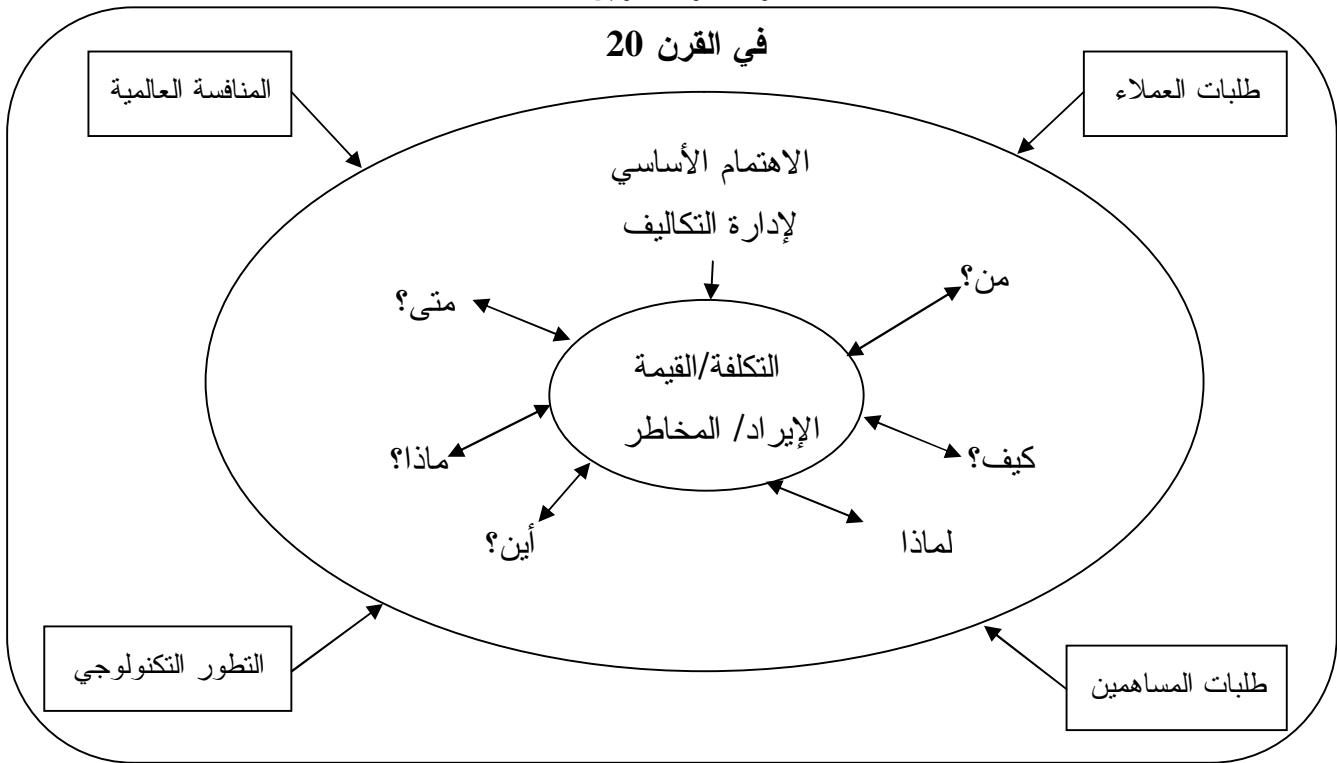 في القرن 20
طلبات العملاء
المنافسة العالمية
الاهتمام الأساسي
لإدارة التكاليف
من؟
متى؟
التكلفة/القيمة
الإيراد/ المخاطر
كيف؟
ماذا؟
لماذا
أين؟
طلبات المساهمين
التطور التكنولوجي